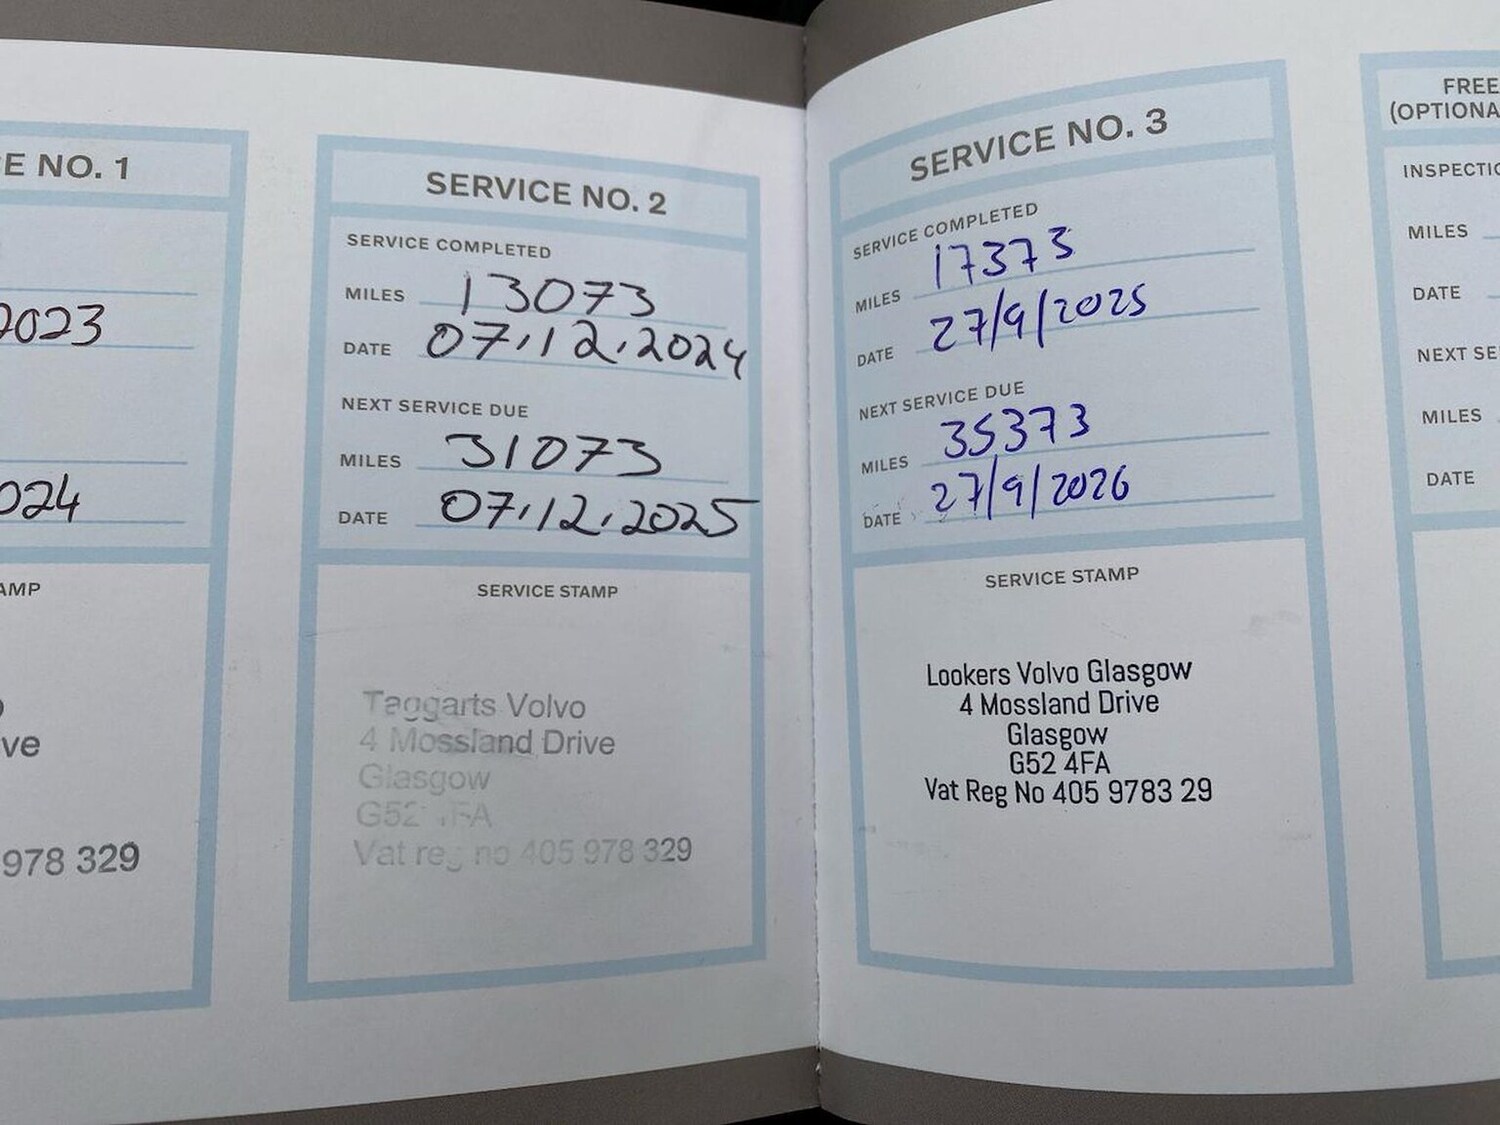 E NO. 1
2023
024
AMP
ve
978 329
SERVICE NO. 2
SERVICE COMPLETED
MILES 13073
DATE 07.12.2024
NEXT SERVICE DUE
MILES 31073
DATE 07.12.2025
SERVICE STAMP
Taggarts Volvo
4 Mossland Drive
Glasgow
G52 4FA
Vat reg no 405 978 329
SERVICE NO. 3
SERVICE COMPLETED
MILES 17373
DATE 27/9/2025
NEXT SERVICE DUE
MILES 35373
DATE 27/9/2026
SERVICE STAMP
Lookers Volvo Glasgow
4 Mossland Drive
Glasgow
G52 4FA
Vat Reg No 405 9783 29
FREE
(OPTIONA
INSPECTIO
MILES
DATE
NEXT SE
MILES
DATE